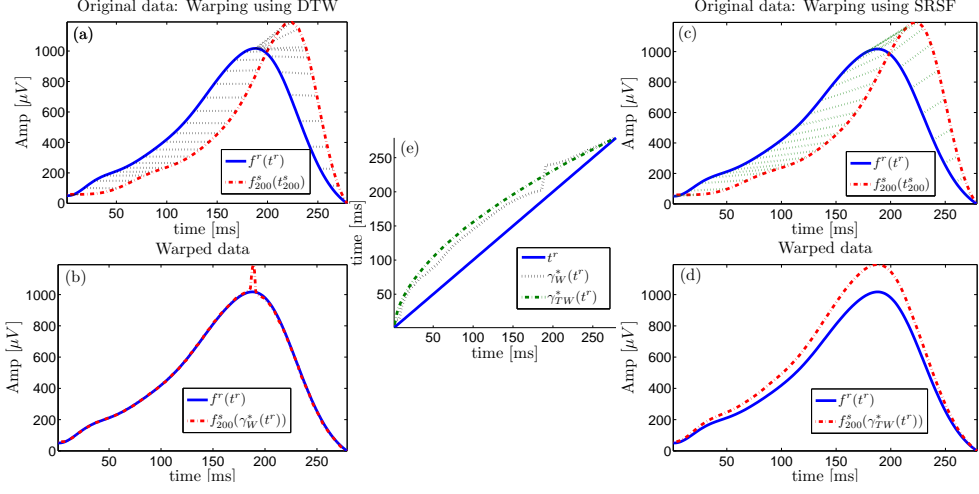 Original data: Warping using DTW
(a)
Amp [μV]
1000
800
600
400
200
0
f^r(t^r)
f^s_200(t^s_200)
50 100 150 200 250
time [ms]
Warped data
(b)
Amp [μV]
1000
800
600
400
200
0
f^r(t^r)
f^s_200(γ*_W(t^r))
50 100 150 200 250
time [ms]
(e)
time [ms]
250
200
150
100
50
t^r
γ*_W(t^r)
γ*_TW(t^r)
50 100 150 200 250
time [ms]
Original data: Warping using SRSF
(c)
Amp [μV]
1000
800
600
400
200
0
f^r(t^r)
f^s_200(t^s_200)
50 100 150 200 250
time [ms]
Warped data
(d)
Amp [μV]
1000
800
600
400
200
0
f^r(t^r)
f^s_200(γ*_TW(t^r))
50 100 150 200 250
time [ms]